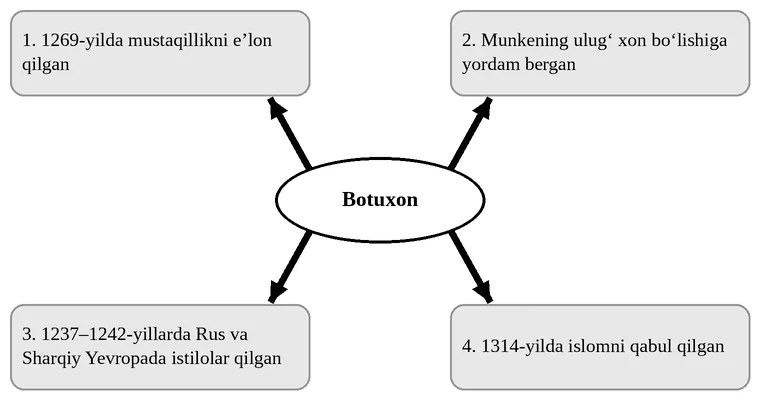 1. 1269-yilda mustaqillikni e’lon
qilgan
2. Munkening ulug‘ xon bo‘lishiga
yordam bergan
Botuxon
3. 1237–1242-yillarda Rus va
Sharqiy Yevropada istilolar qilgan
4. 1314-yilda islomni qabul qilgan